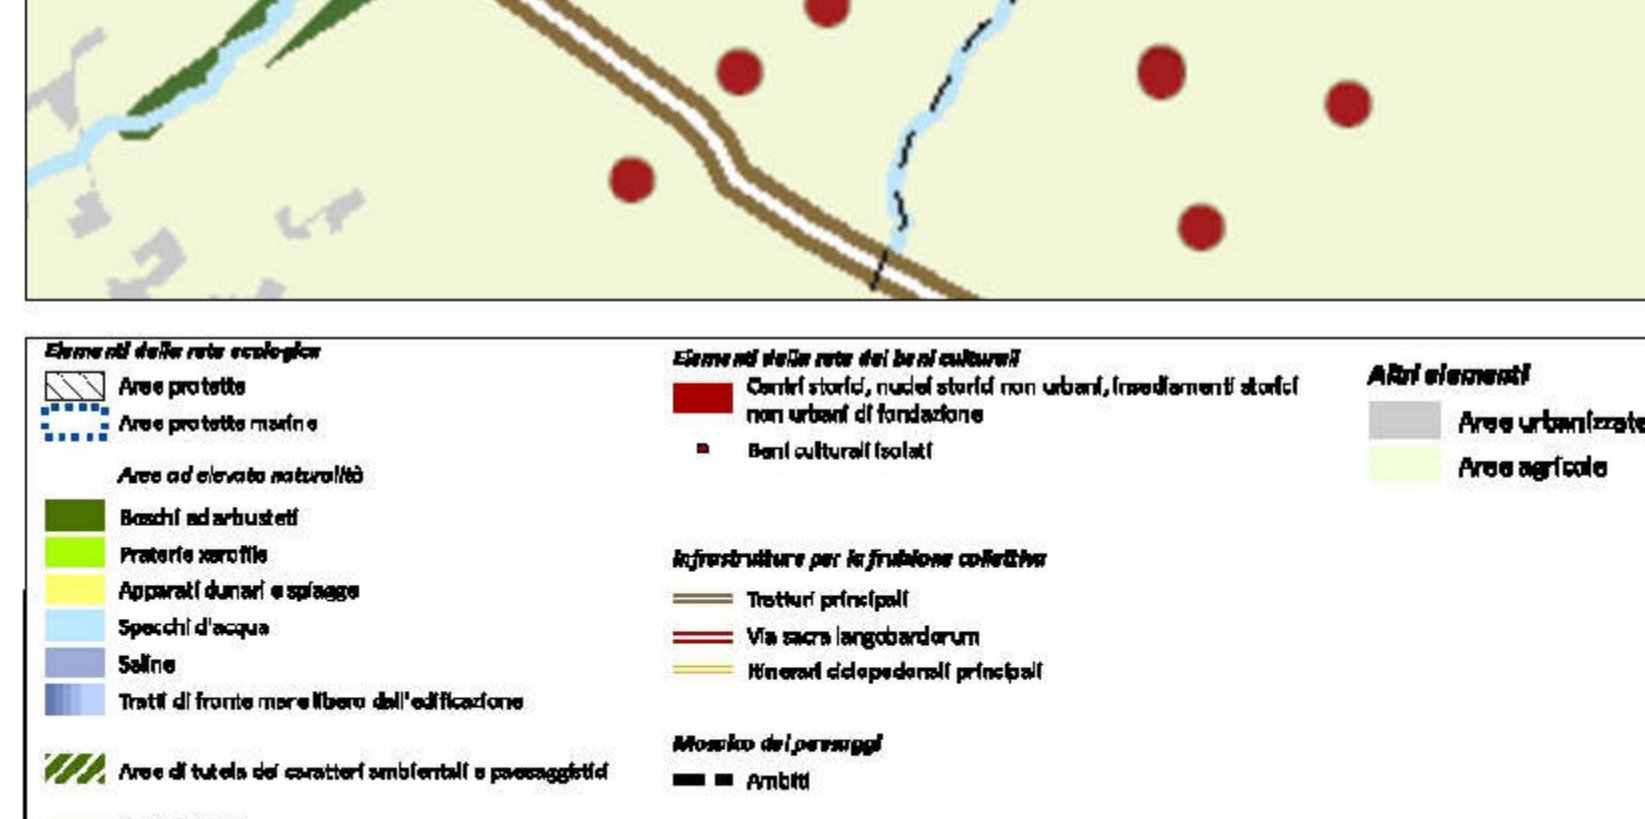 Elementi della rete ecologica
Aree protette
Aree protette marine
Aree ad elevata naturalità
Boschi ed arbusteti
Praterie xerofile
Apparati dunari e spiagge
Specchi d'acqua
Saline
Tratti di fronte mare libero dall'edificazione
Aree di tutela dei caratteri ambientali e paesaggistici
Elementi della rete dei beni culturali
Centri storici, nuclei storici non urbani, insediamenti storici
non urbani di fondazione
Beni culturali isolati
Infrastrutture per la fruizione collettiva
Tratturi principali
Via sacra langobardorum
Itinerari ciclopedonali principali
Mosaico dei paesaggi
Ambiti
Altri elementi
Aree urbanizzate
Aree agricole